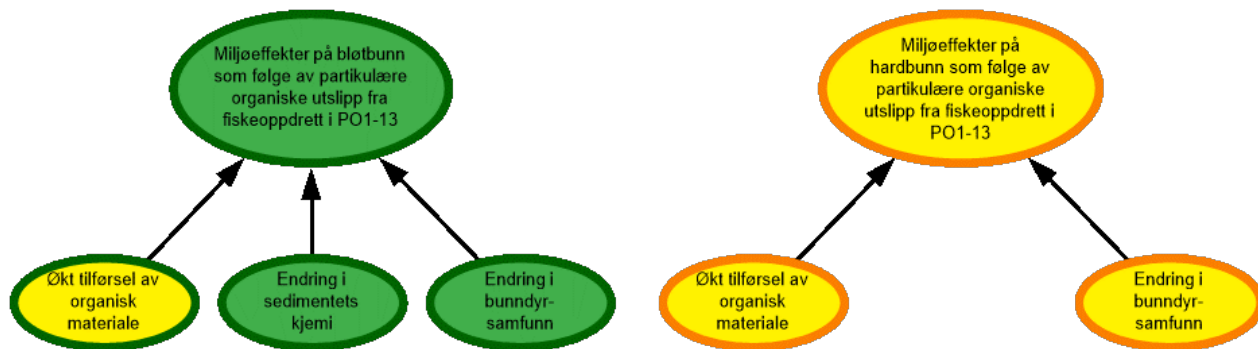 Miljøeffekter på bløtbunn
som følge av partikulære
organiske utslipp fra
fiskeoppdrett i PO1-13
Miljøeffekter på
hardbunn som følge av
partikulære organiske
utslipp fra fiskeoppdrett i
PO1-13
Økt tilførsel av
organisk
materiale
Endring i
sedimentets
kjemi
Endring i
bunndyr-
samfunn
Økt tilførsel av
organisk
materiale
Endring i
bunndyr-
samfunn